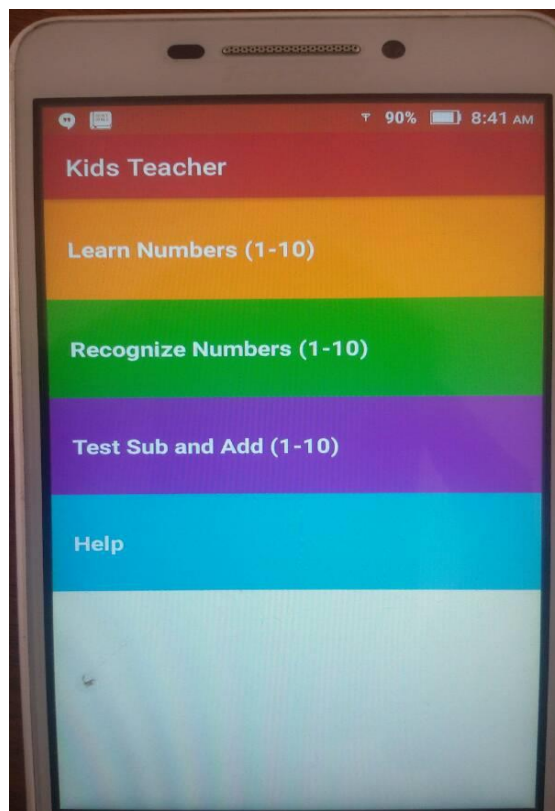 90% 8:41 AM
Kids Teacher
Learn Numbers (1-10)
Recognize Numbers (1-10)
Test Sub and Add (1-10)
Help